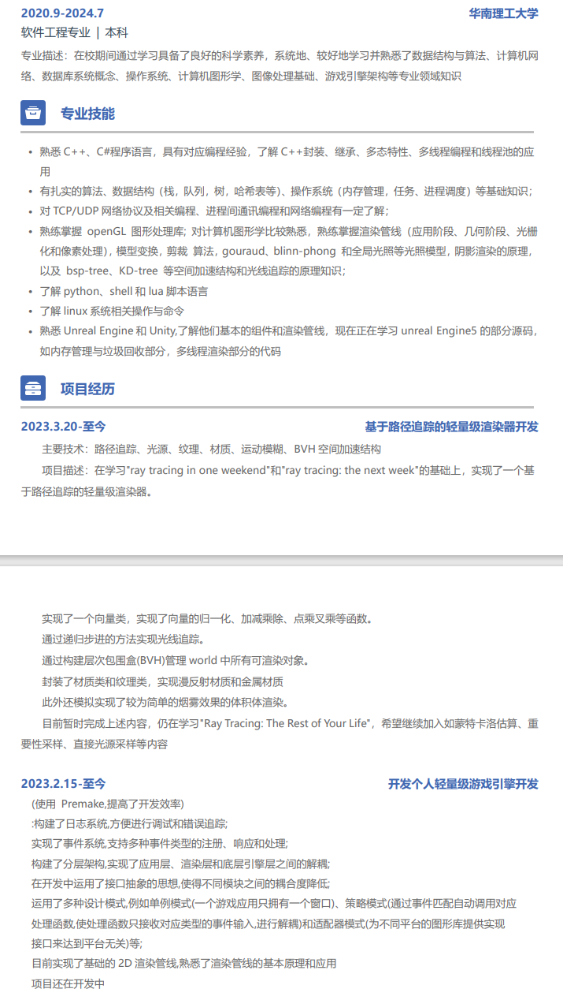 2020.9-2024.7 华南理工大学
软件工程专业 | 本科
专业描述：在校期间通过学习具备了良好的科学素养，系统地、较好地学习并熟悉了数据结构与算法、计算机网
络、数据库系统概念、操作系统、计算机图形学、图像处理基础、游戏引擎架构等专业领域知识
专业技能
• 熟悉 C++、C#程序语言，具有对应编程经验，了解 C++封装、继承、多态特性、多线程编程和线程池的应
用
• 有扎实的算法、数据结构（栈，队列，树，哈希表等）、操作系统（内存管理，任务、进程调度）等基础知识；
• 对 TCP/UDP 网络协议及相关编程、进程间通讯编程和网络编程有一定了解；
• 熟练掌握 openGL 图形处理库; 对计算机图形学比较熟悉，熟练掌握渲染管线（应用阶段、几何阶段、光栅
化和像素处理），模型变换，剪裁 算法，gouraud、blinn-phong 和全局光照等光照模型，阴影渲染的原理，
以及 bsp-tree、KD-tree 等空间加速结构和光线追踪的原理知识；
• 了解 python、shell 和 lua 脚本语言
• 了解 linux 系统相关操作与命令
• 熟悉 Unreal Engine 和 Unity,了解他们基本的组件和渲染管线，现在正在学习 unreal Engine5 的部分源码，
如内存管理与垃圾回收部分，多线程渲染部分的代码
项目经历
2023.3.20-至今 基于路径追踪的轻量级渲染器开发
主要技术：路径追踪、光源、纹理、材质、运动模糊、BVH 空间加速结构
项目描述：在学习"ray tracing in one weekend"和"ray tracing: the next week"的基础上，实现了一个基
于路径追踪的轻量级渲染器。
实现了一个向量类，实现了向量的归一化、加减乘除、点乘叉乘等函数。
通过递归步进的方法实现光线追踪。
通过构建层次包围盒(BVH)管理 world 中所有可渲染对象。
封装了材质类和纹理类，实现漫反射材质和金属材质
此外还模拟实现了较为简单的烟雾效果的体积体渲染。
目前暂时完成上述内容，仍在学习"Ray Tracing: The Rest of Your Life"，希望继续加入如蒙特卡洛估算、重
要性采样、直接光源采样等内容
2023.2.15-至今 开发个人轻量级游戏引擎开发
(使用 Premake,提高了开发效率)
:构建了日志系统,方便进行调试和错误追踪;
实现了事件系统,支持多种事件类型的注册、响应和处理;
构建了分层架构,实现了应用层、渲染层和底层引擎层之间的解耦;
在开发中运用了接口抽象的思想,使得不同模块之间的耦合度降低;
运用了多种设计模式,例如单例模式(一个游戏应用只拥有一个窗口)、策略模式(通过事件匹配自动调用对应
处理函数,使处理函数只接收对应类型的事件输入,进行解耦)和适配器模式(为不同平台的图形库提供实现
接口来达到平台无关)等;
目前实现了基础的 2D 渲染管线,熟悉了渲染管线的基本原理和应用
项目还在开发中